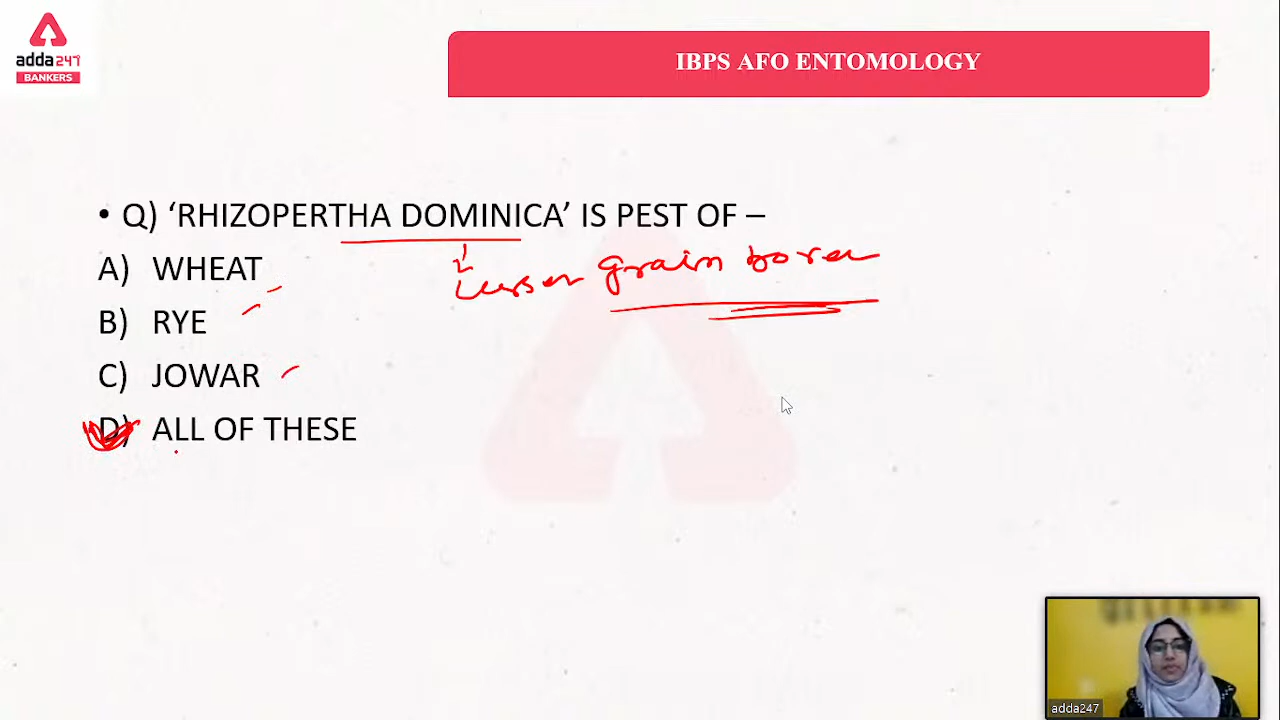 adda247
BANKERS
IBPS AFO ENTOMOLOGY
• Q) ‘RHIZOPERTHA DOMINICA’ IS PEST OF –
A) WHEAT
grain borer
B) RYE
C) JOWAR
D) ALL OF THESE
adda247